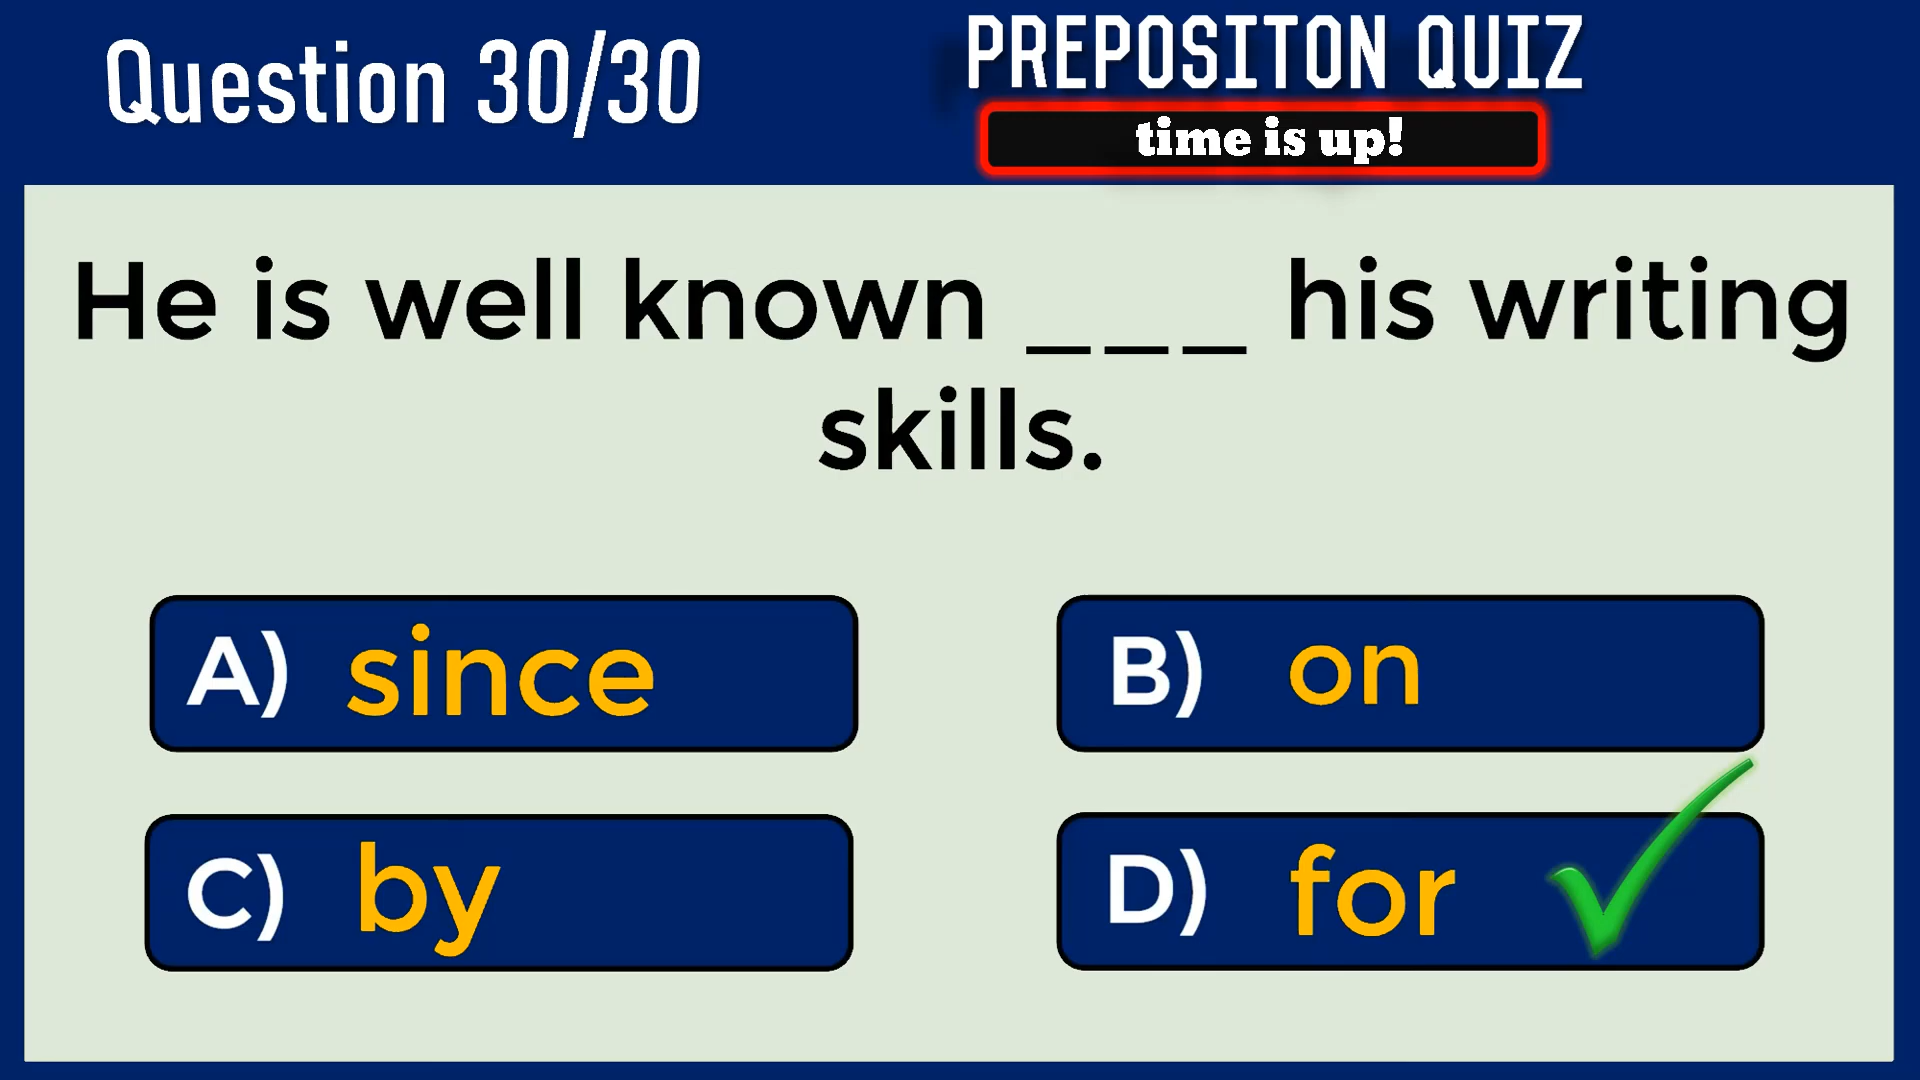 Question 30/30
PREPOSITON QUIZ
time is up!
He is well known ___ his writing
skills.
A) since
B) on
C) by
D) for